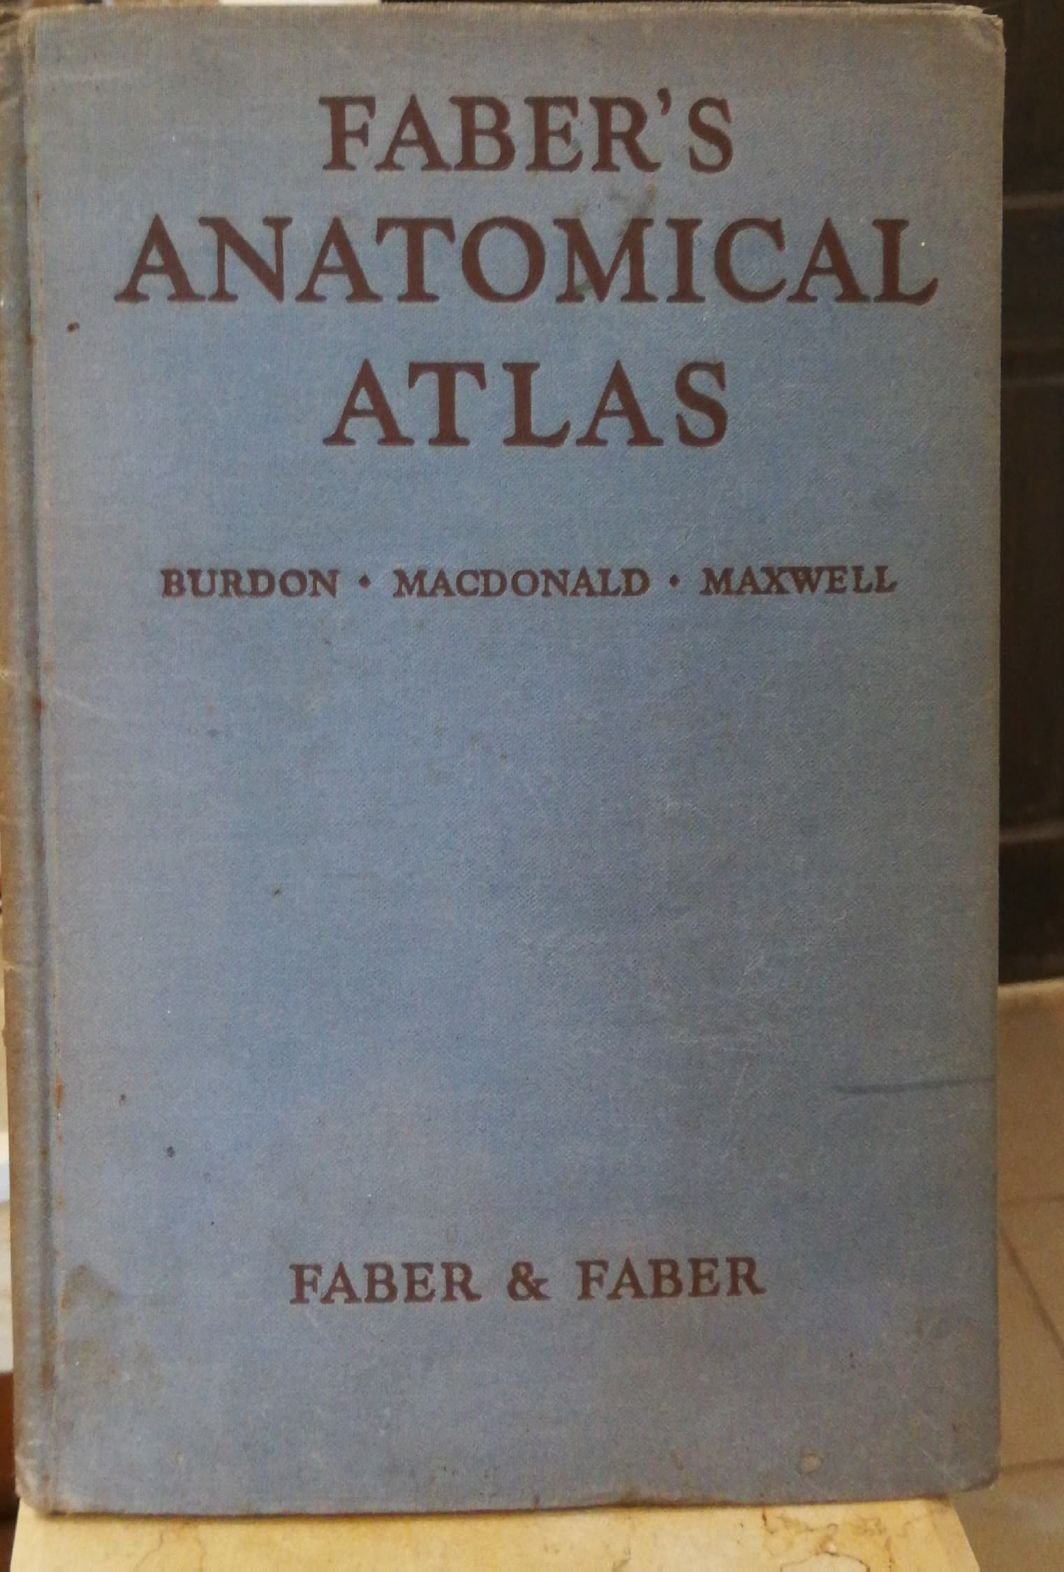 FABER'S
ANATOMICAL
ATLAS
BURDON • MACDONALD • MAXWELL
FABER & FABER